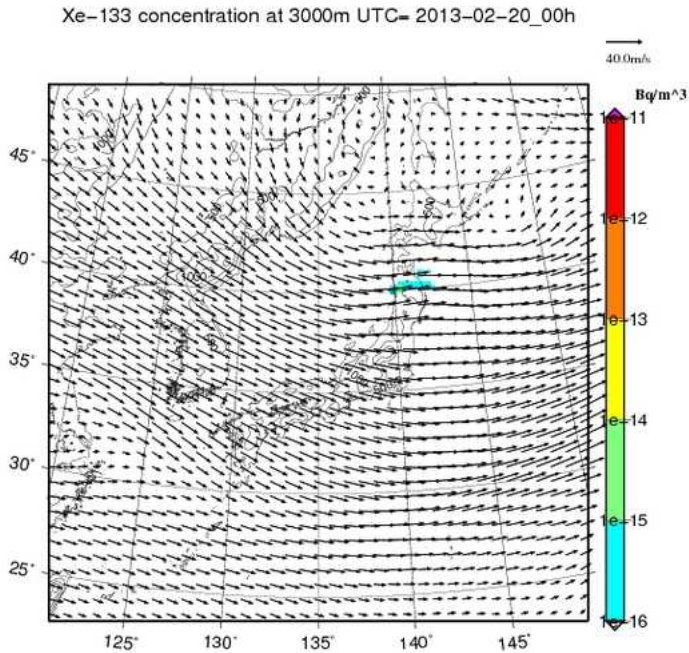 Xe-133 concentration at 3000m UTC= 2013-02-20_00h
40.0m/s
Bq/m^3
1e-11
45°
1e-12
40°
1e-13
35°
1e-14
30°
1e-15
25°
1e-16
125° 130° 135° 140° 145°